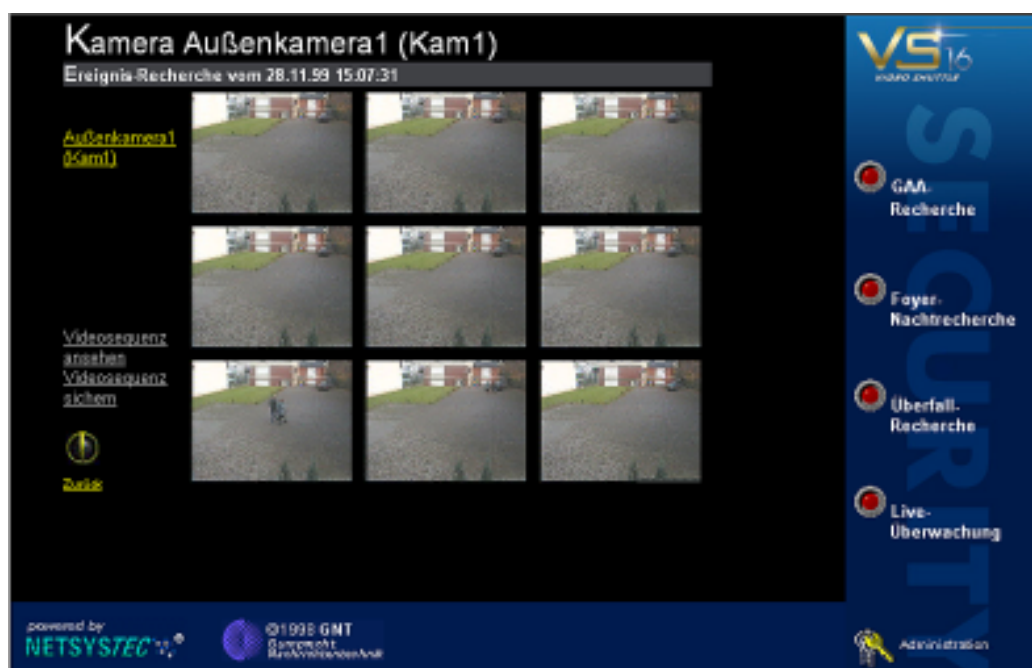 Kamera Außenkamera1 (Kam1)
Ereignis-Recherche vom 28.11.99 15:07:31
Außenkamera1
(Kam1)
Videosequenz
ansehen
Videosequenz
sichern
Zurück
VS16
VIDEO SHUTTLE
SECURITY
GAA-
Recherche
Foyer-
Nachtrecherche
Überfall-
Recherche
Live-
Überwachung
Administration
powered by
NETSYSTEC
©1998 GNT